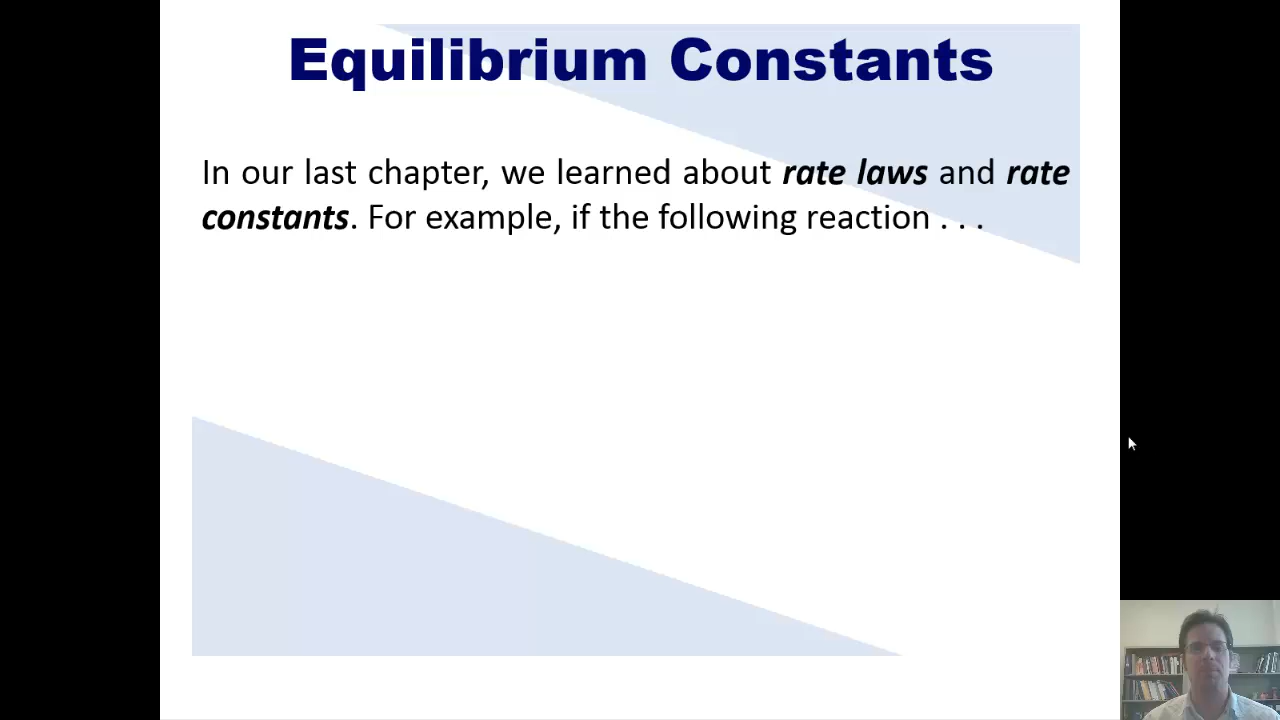 Equilibrium Constants
In our last chapter, we learned about rate laws and rate
constants. For example, if the following reaction . . .